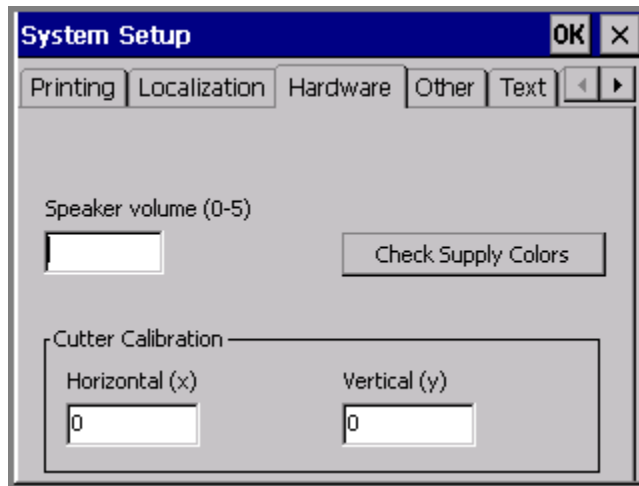 System Setup OK ×
Printing Localization Hardware Other Text
Speaker volume (0-5)
Check Supply Colors
Cutter Calibration
Horizontal (x) Vertical (y)
0 0